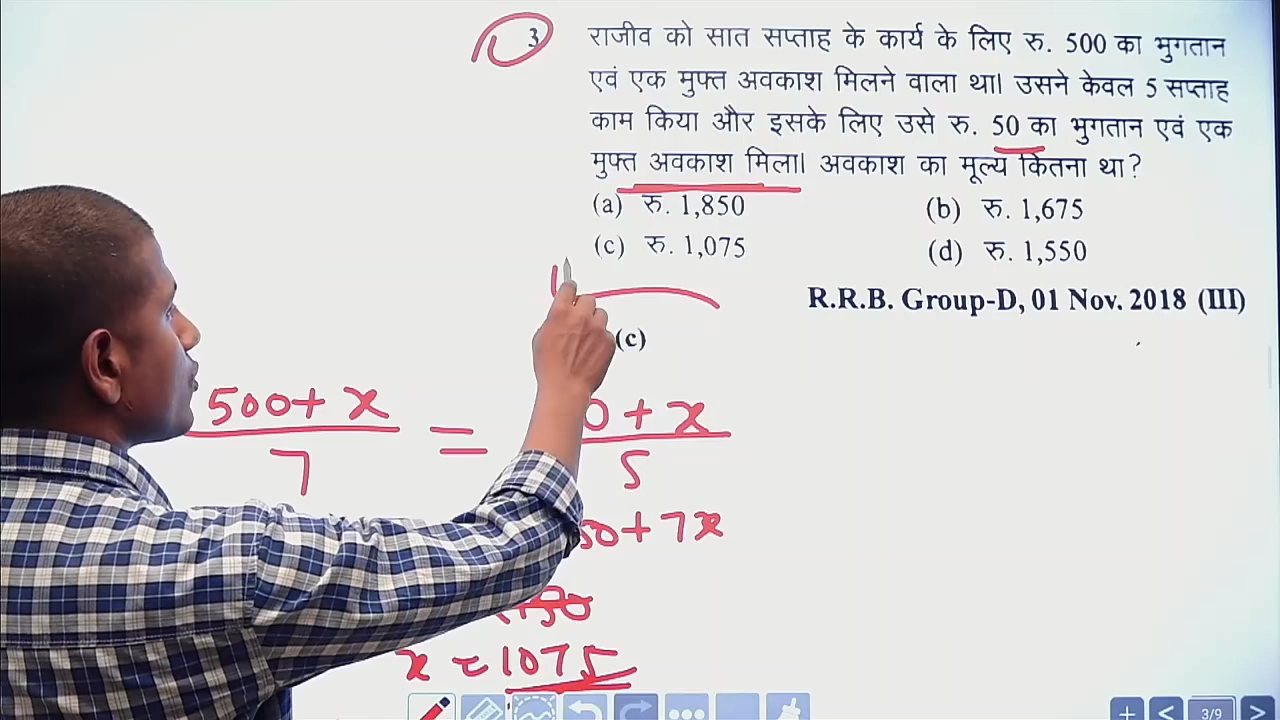 3 राजीव को सात सप्ताह के कार्य के लिए रु. 500 का भुगतान
एवं एक मुफ्त अवकाश मिलने वाला था। उसने केवल 5 सप्ताह
काम किया और इसके लिए उसे रु. 50 का भुगतान एवं एक
मुफ्त अवकाश मिला। अवकाश का मूल्य कितना था?
(a) रु. 1,850 (b) रु. 1,675
(c) रु. 1,075 (d) रु. 1,550
R.R.B. Group-D, 01 Nov. 2018 (III)
(c)
500+ x = 0 + x
7 5
50+ 7x
x = 1075
3/9